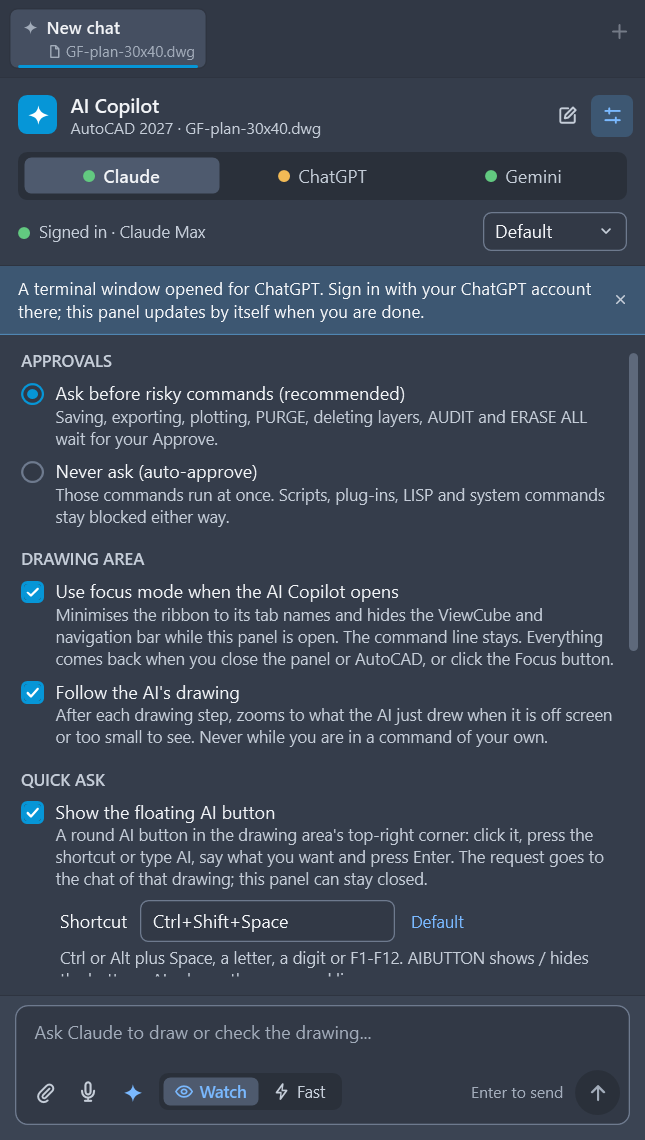 New chat
GF-plan-30x40.dwg
AI Copilot
AutoCAD 2027 · GF-plan-30x40.dwg
Claude
ChatGPT
Gemini
Signed in · Claude Max
Default
A terminal window opened for ChatGPT. Sign in with your ChatGPT account
there; this panel updates by itself when you are done.
APPROVALS
Ask before risky commands (recommended)
Saving, exporting, plotting, PURGE, deleting layers, AUDIT and ERASE ALL
wait for your Approve.
Never ask (auto-approve)
Those commands run at once. Scripts, plug-ins, LISP and system commands
stay blocked either way.
DRAWING AREA
Use focus mode when the AI Copilot opens
Minimises the ribbon to its tab names and hides the ViewCube and
navigation bar while this panel is open. The command line stays. Everything
comes back when you close the panel or AutoCAD, or click the Focus button.
Follow the AI's drawing
After each drawing step, zooms to what the AI just drew when it is off screen
or too small to see. Never while you are in a command of your own.
QUICK ASK
Show the floating AI button
A round AI button in the drawing area's top-right corner: click it, press the
shortcut or type AI, say what you want and press Enter. The request goes to
the chat of that drawing; this panel can stay closed.
Shortcut
Ctrl+Shift+Space
Default
Ctrl or Alt plus Space, a letter, a digit or F1-F12. AIBUTTON shows / hides
Ask Claude to draw or check the drawing...
Watch
Fast
Enter to send